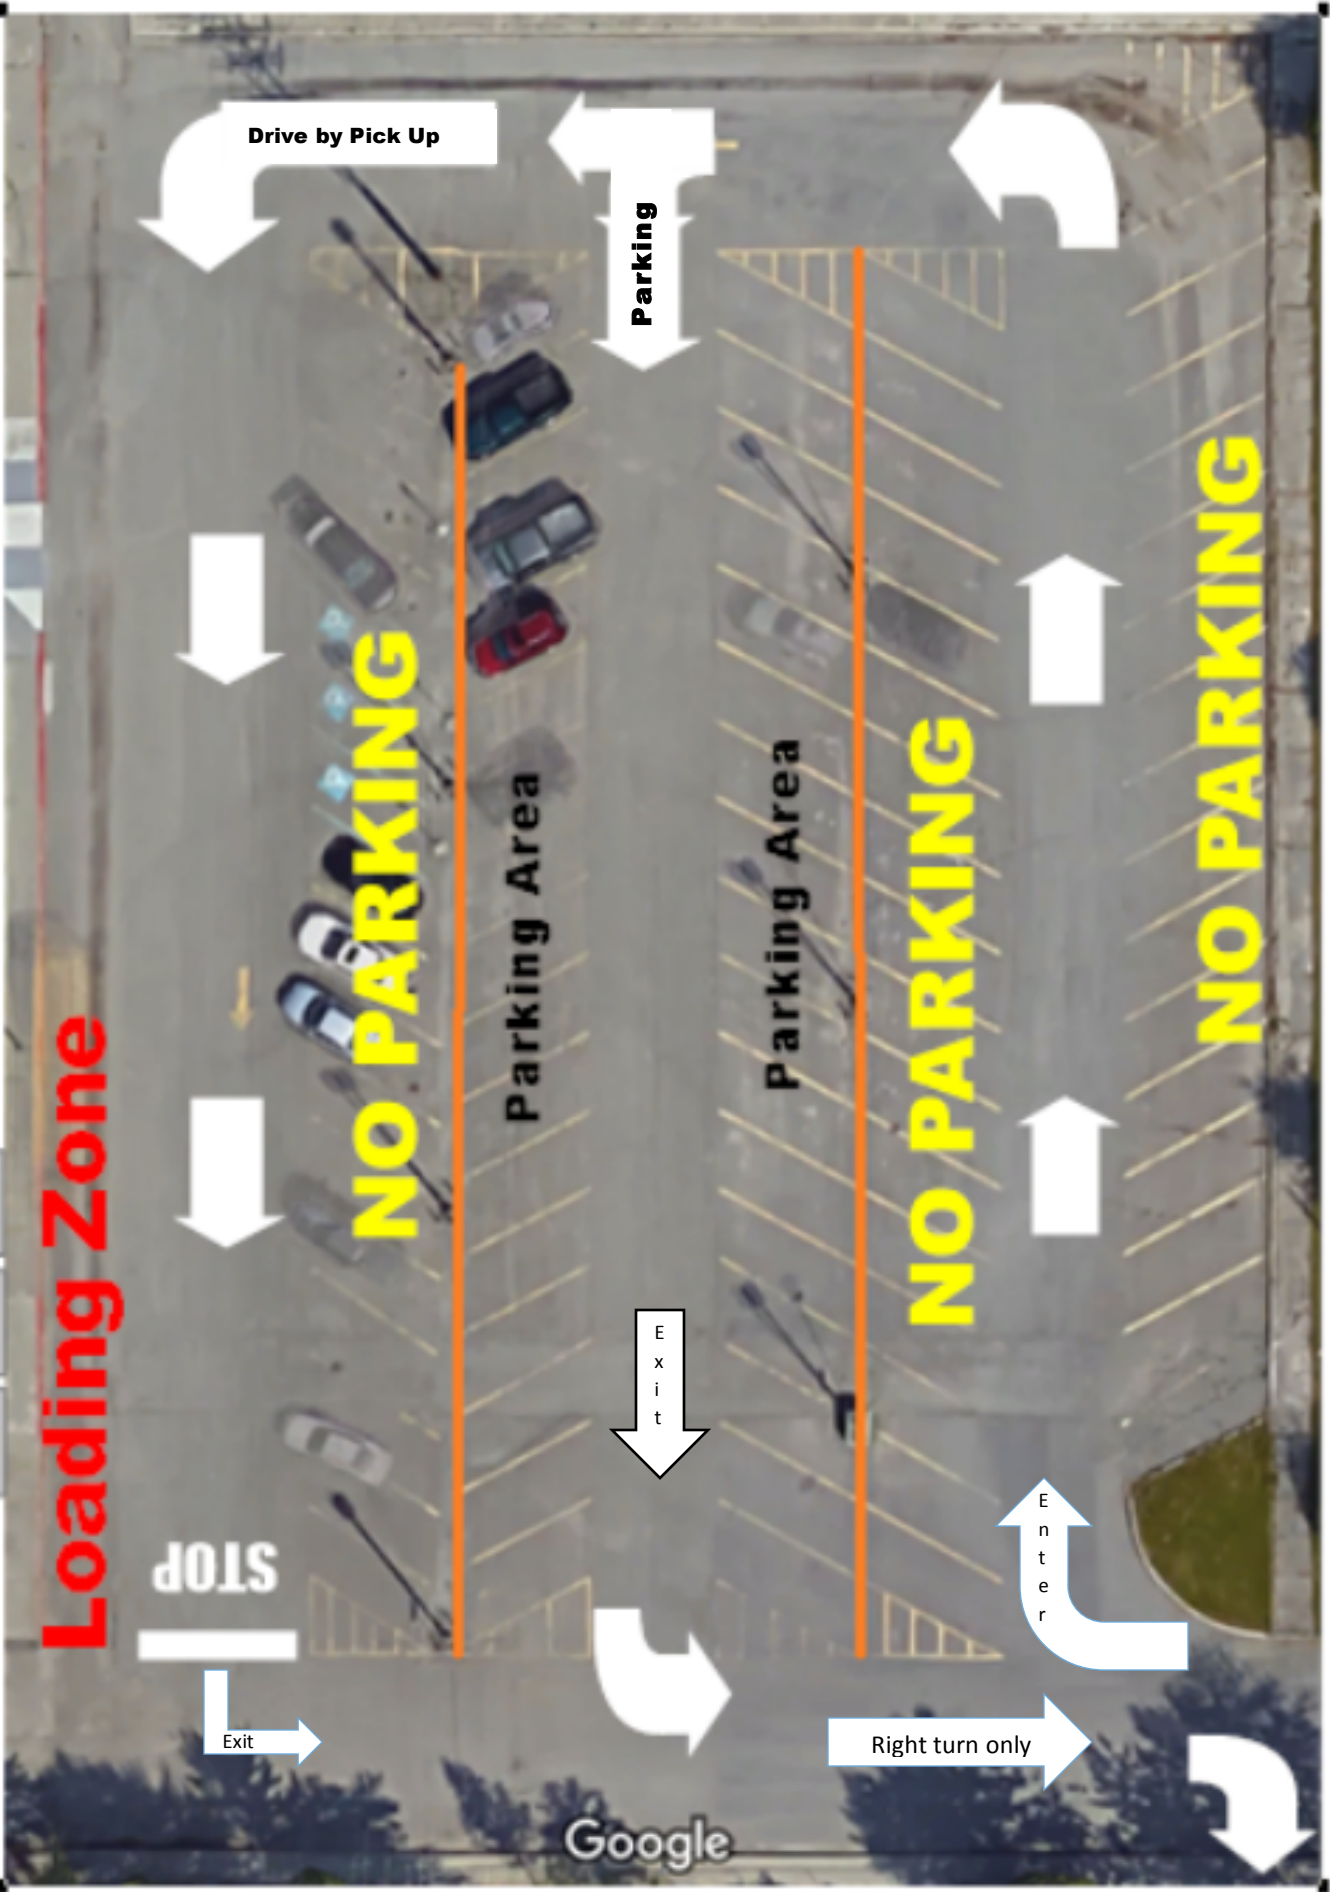 Drive by Pick Up
Parking
NO PARKING
NO PARKING
NO PARKING
Parking Area
Parking Area
Loading Zone
Exit
Enter
STOP
Exit
Right turn only
Google